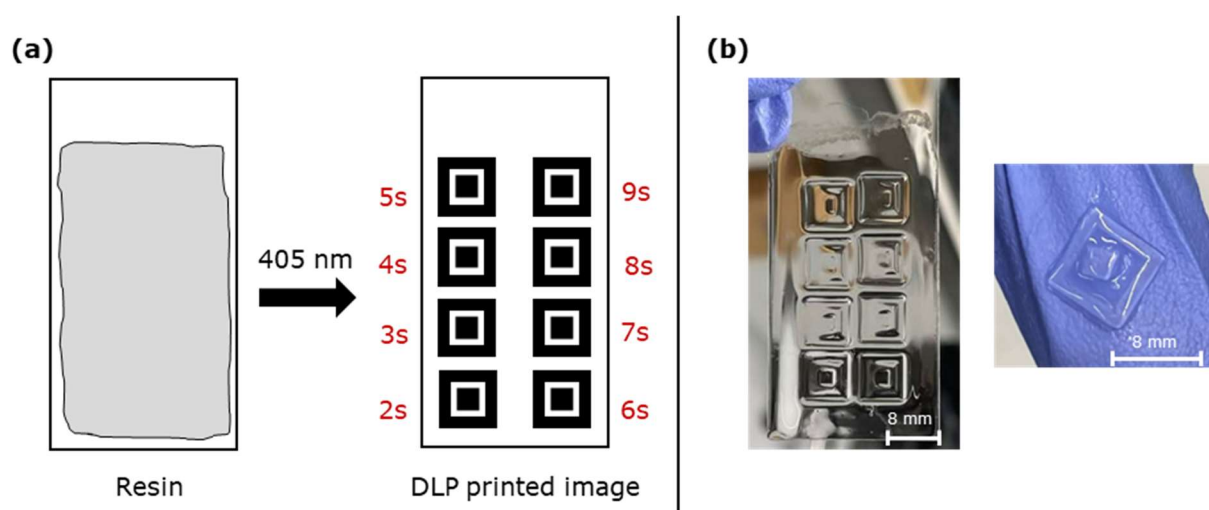 (a)
405 nm
5s
4s
3s
2s
9s
8s
7s
6s
Resin
DLP printed image
(b)
8 mm
8 mm